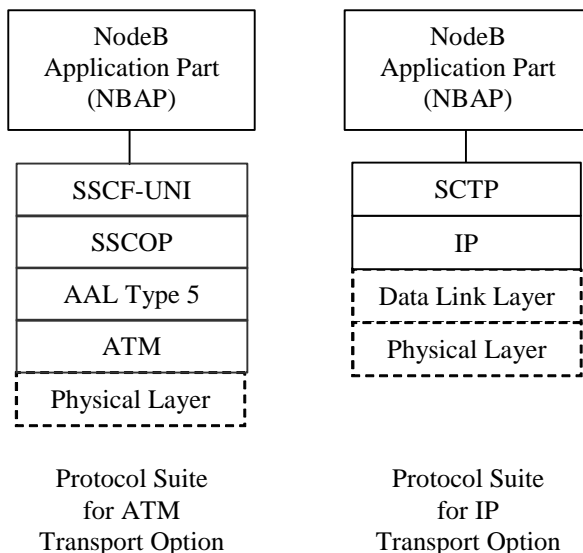 NodeB
Application Part
(NBAP)
SSCF-UNI
SSCOP
AAL Type 5
ATM
Physical Layer
Protocol Suite
for ATM
Transport Option
NodeB
Application Part
(NBAP)
SCTP
IP
Data Link Layer
Physical Layer
Protocol Suite
for IP
Transport Option